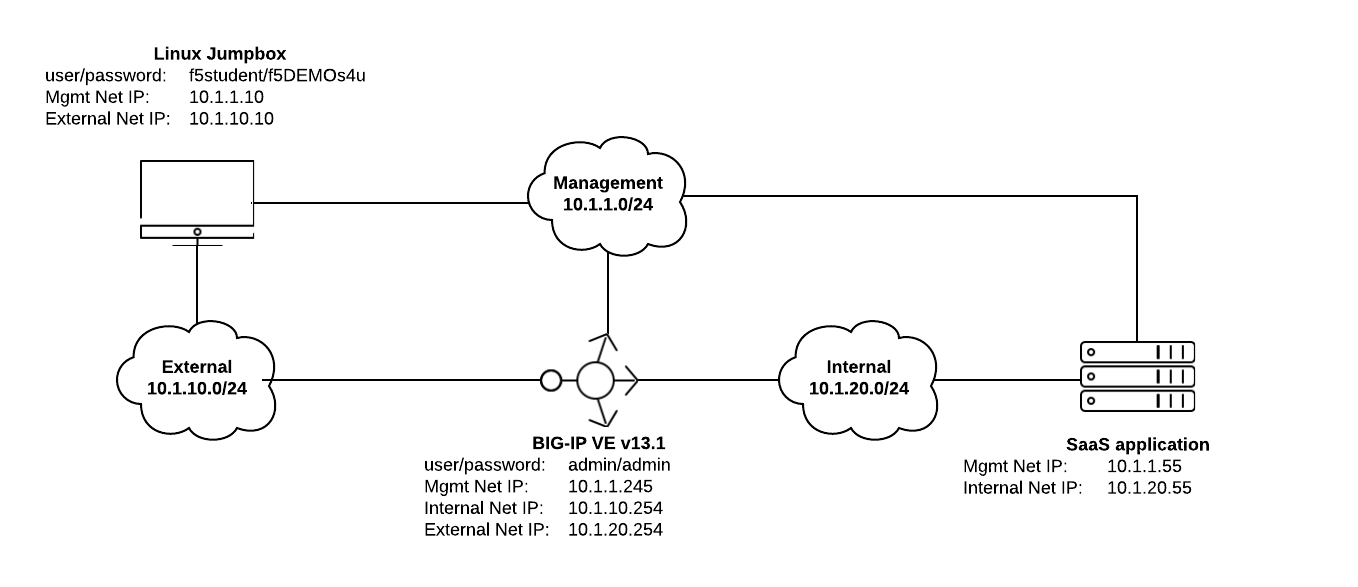 Linux Jumpbox
user/password: f5student/f5DEMOs4u
Mgmt Net IP: 10.1.1.10
External Net IP: 10.1.10.10
Management
10.1.1.0/24
External
10.1.10.0/24
Internal
10.1.20.0/24
BIG-IP VE v13.1
user/password: admin/admin
Mgmt Net IP: 10.1.1.245
Internal Net IP: 10.1.10.254
External Net IP: 10.1.20.254
SaaS application
Mgmt Net IP: 10.1.1.55
Internal Net IP: 10.1.20.55